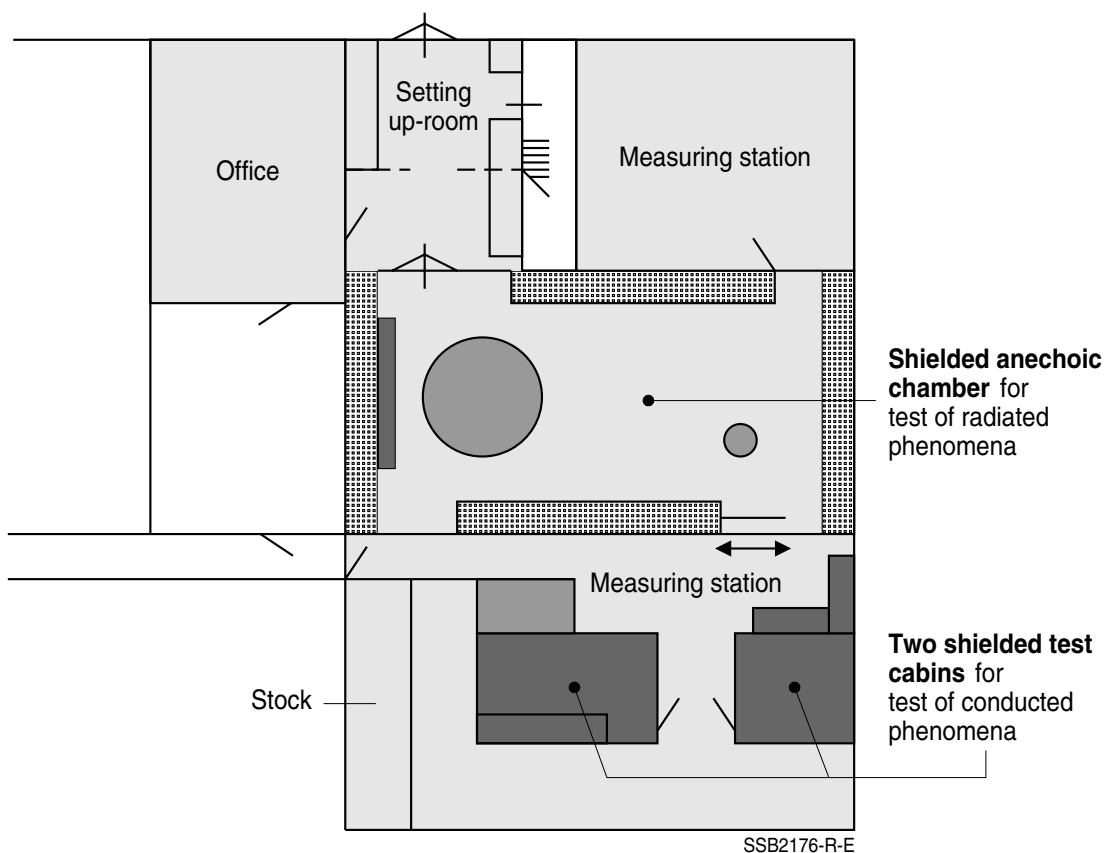 Setting
up-room
Office
Measuring station
Shielded anechoic
chamber for
test of radiated
phenomena
Measuring station
Two shielded test
cabins for
test of conducted
phenomena
Stock
SSB2176-R-E